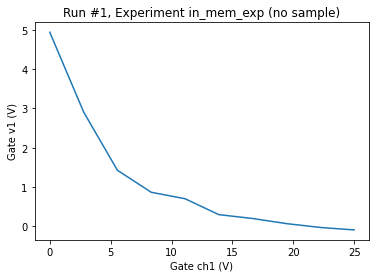 Run #1, Experiment in_mem_exp (no sample)
5
4
3
2
1
0
Gate v1 (V)
0 5 10 15 20 25
Gate ch1 (V)